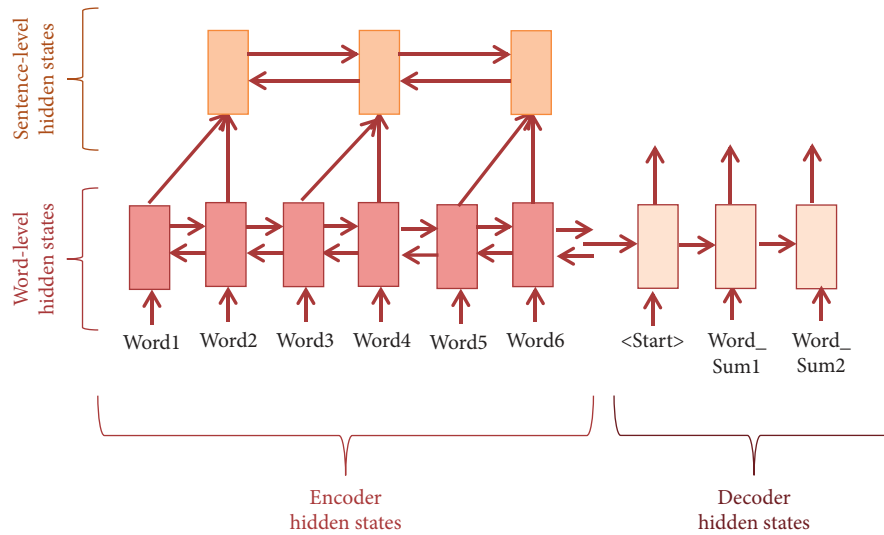 Sentence-level
hidden states
Word-level
hidden states
Word1 Word2 Word3 Word4 Word5 Word6 <Start> Word_ Word_
Sum1 Sum2
Encoder
hidden states
Decoder
hidden states